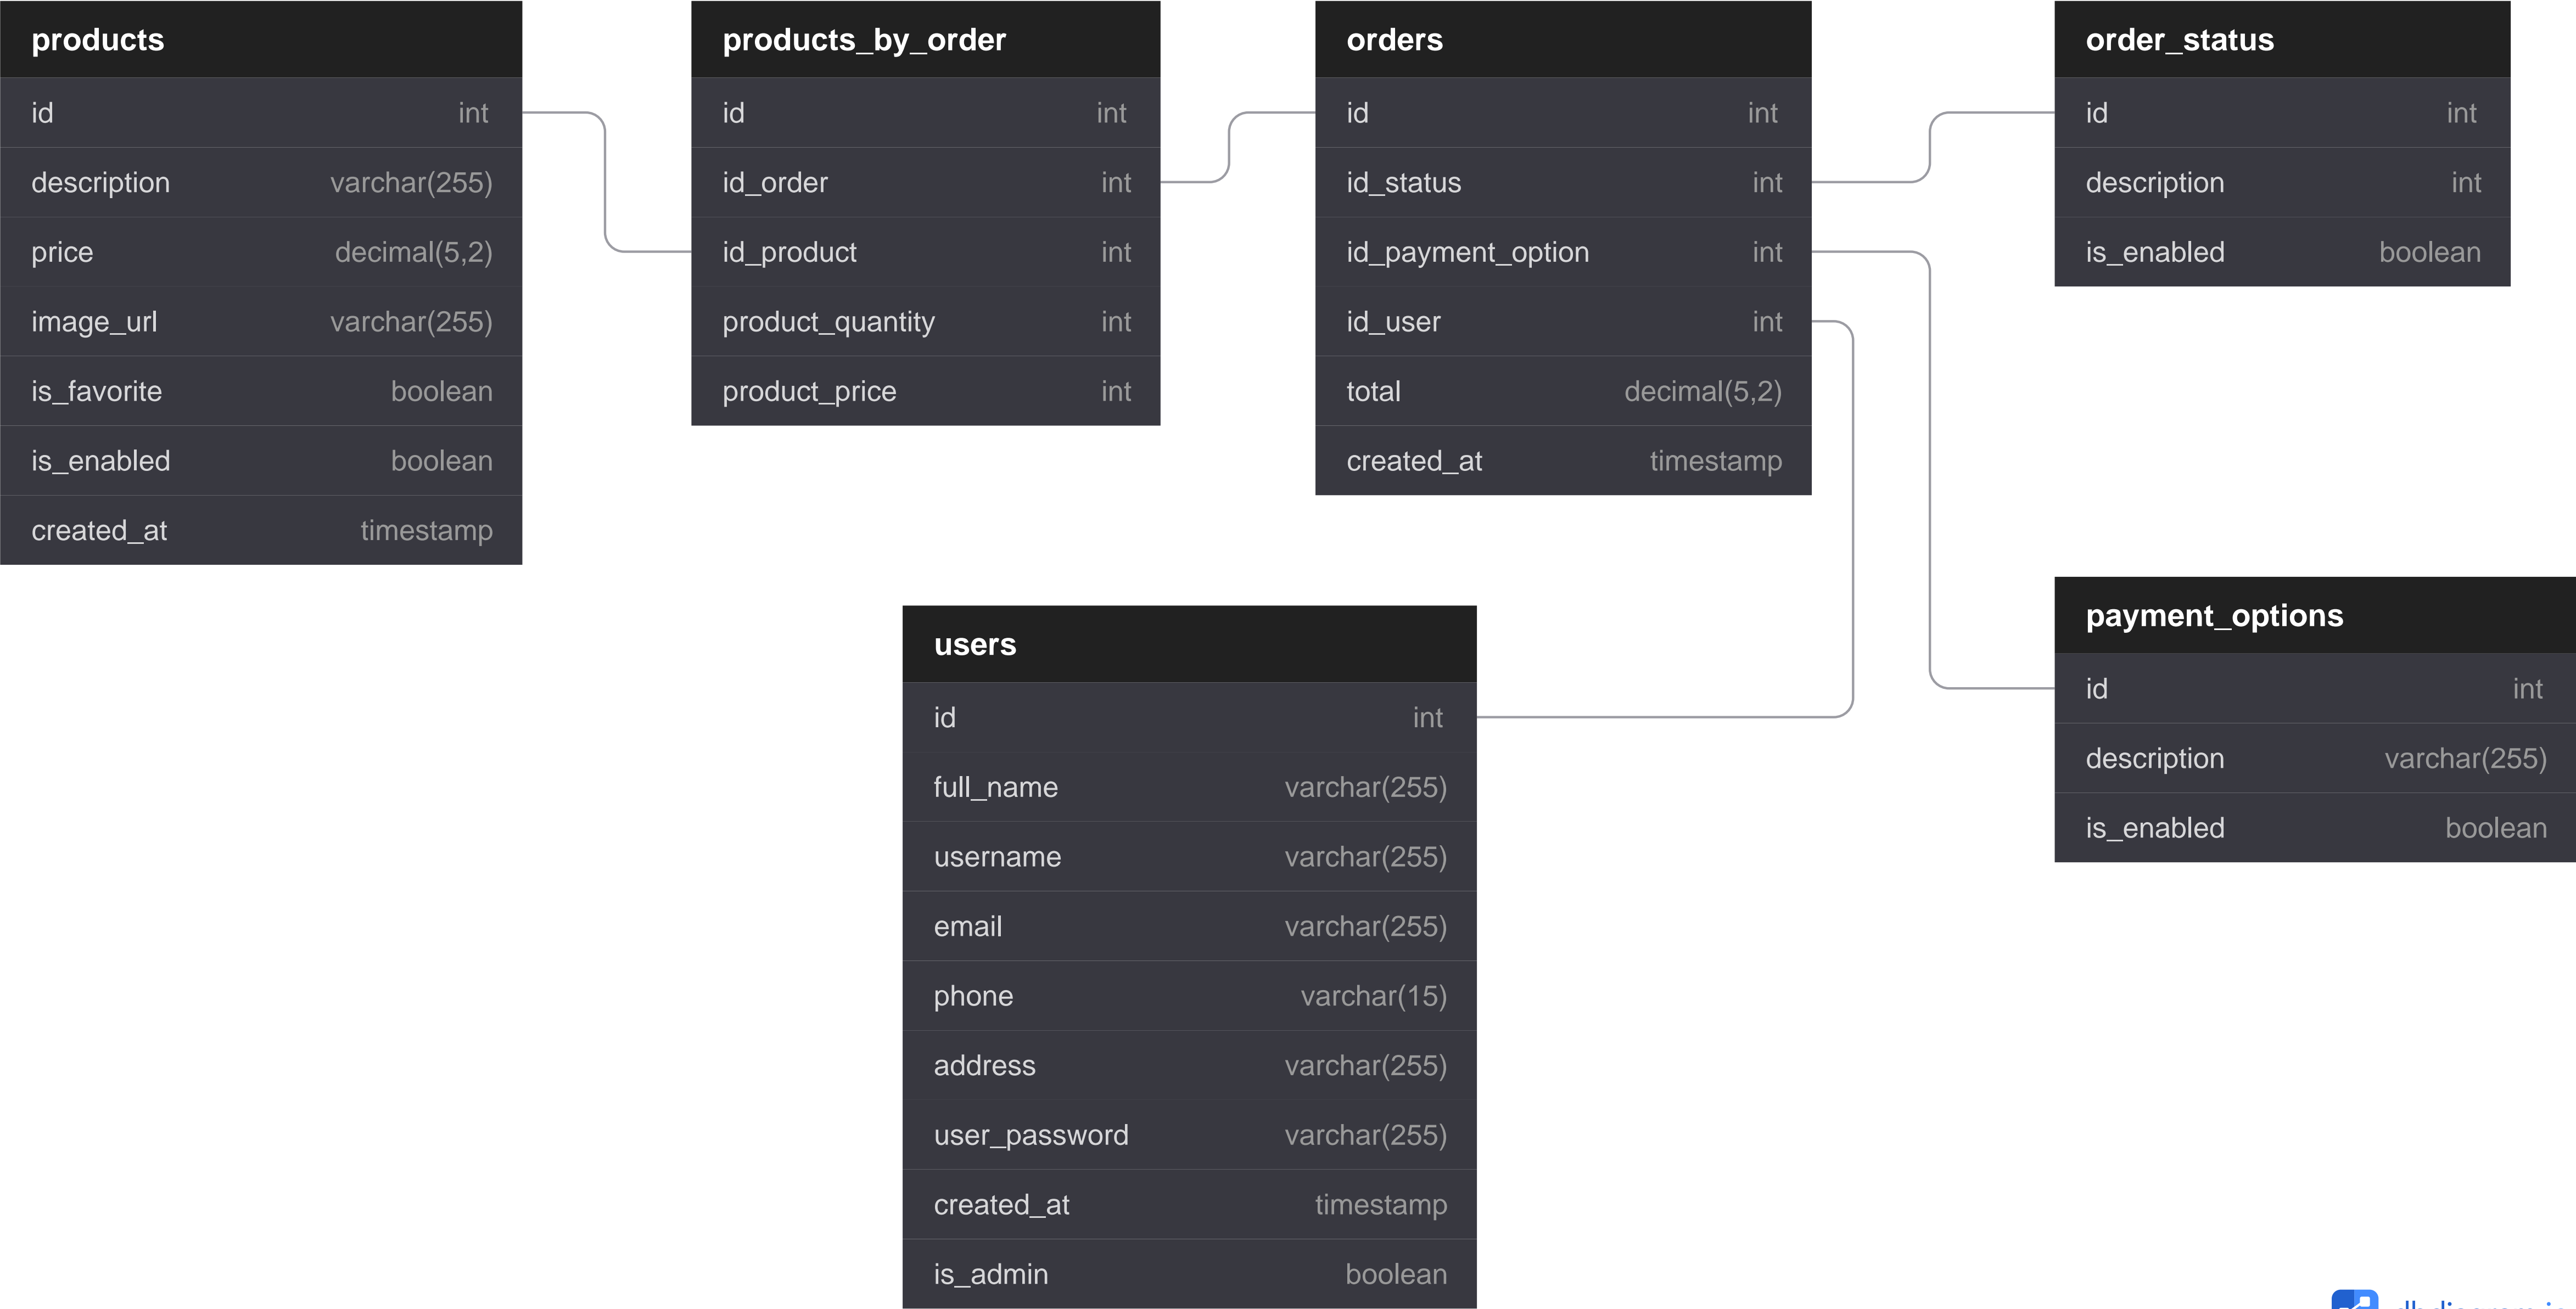 products
id int
description varchar(255)
price decimal(5,2)
image_url varchar(255)
is_favorite boolean
is_enabled boolean
created_at timestamp
products_by_order
id int
id_order int
id_product int
product_quantity int
product_price int
orders
id int
id_status int
id_payment_option int
id_user int
total decimal(5,2)
created_at timestamp
order_status
id int
description int
is_enabled boolean
users
id int
full_name varchar(255)
username varchar(255)
email varchar(255)
phone varchar(15)
address varchar(255)
user_password varchar(255)
created_at timestamp
is_admin boolean
payment_options
id int
description varchar(255)
is_enabled boolean